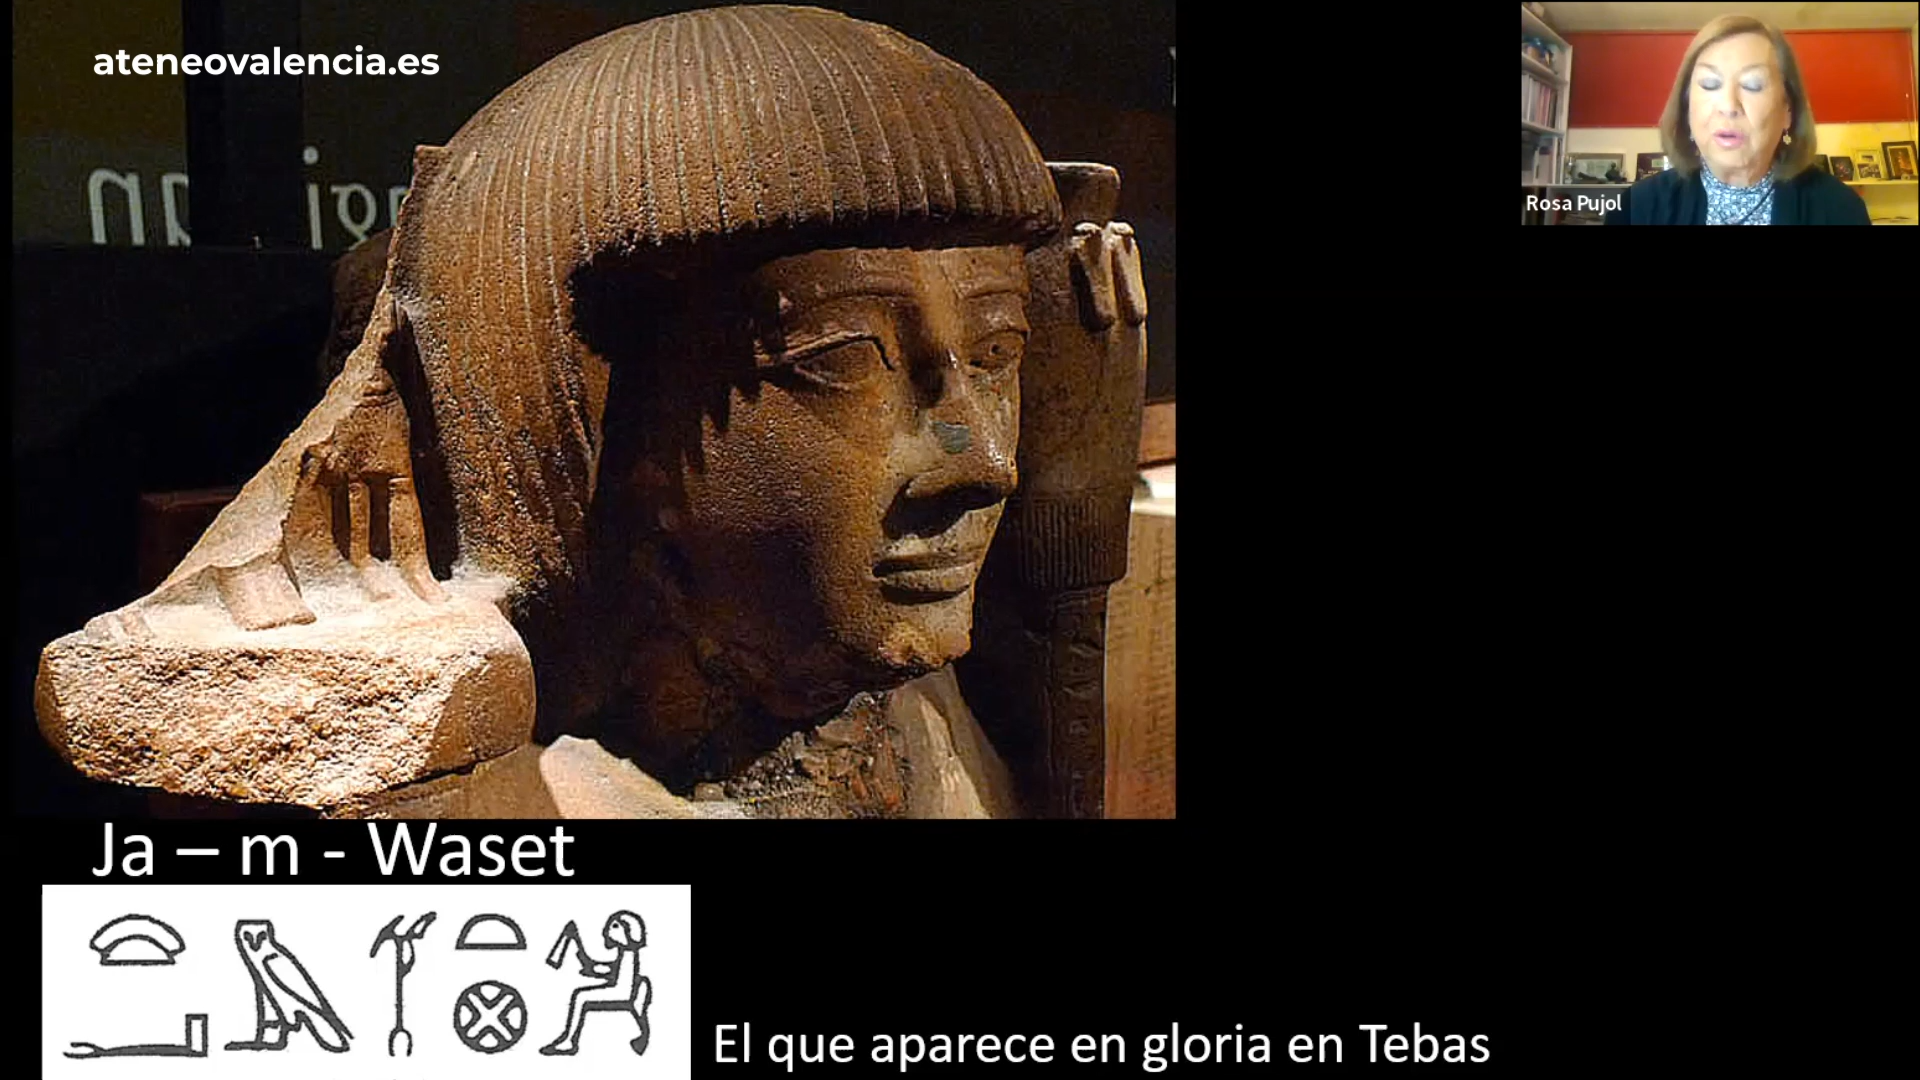 ateneovalencia.es
Rosa Pujol
Ja – m - Waset
El que aparece en gloria en Tebas